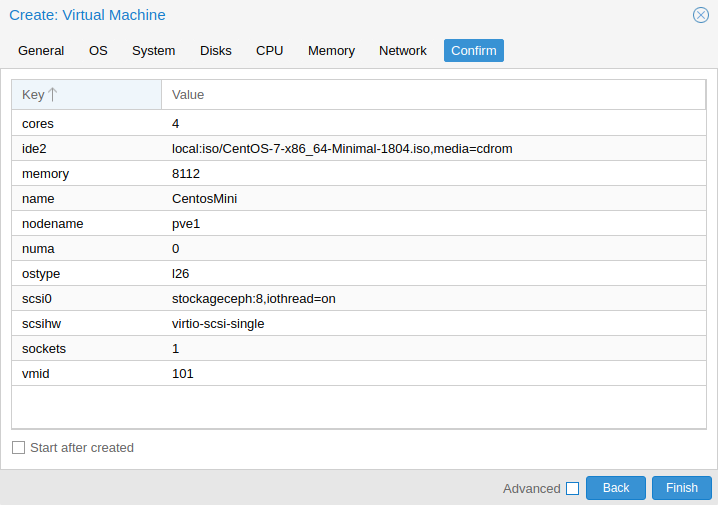 Create: Virtual Machine
General OS System Disks CPU Memory Network Confirm
Key Value
cores 4
ide2 local:iso/CentOS-7-x86_64-Minimal-1804.iso,media=cdrom
memory 8112
name CentosMini
nodename pve1
numa 0
ostype l26
scsi0 stockageceph:8,iothread=on
scsihw virtio-scsi-single
sockets 1
vmid 101
Start after created
Advanced Back Finish